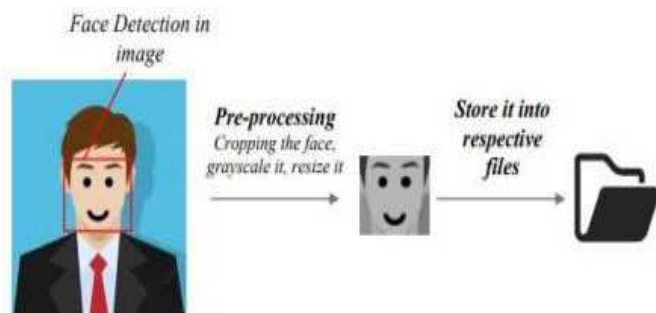 Face Detection in
image
Pre-processing
Cropping the face,
grayscale it, resize it
Store it into
respective
files